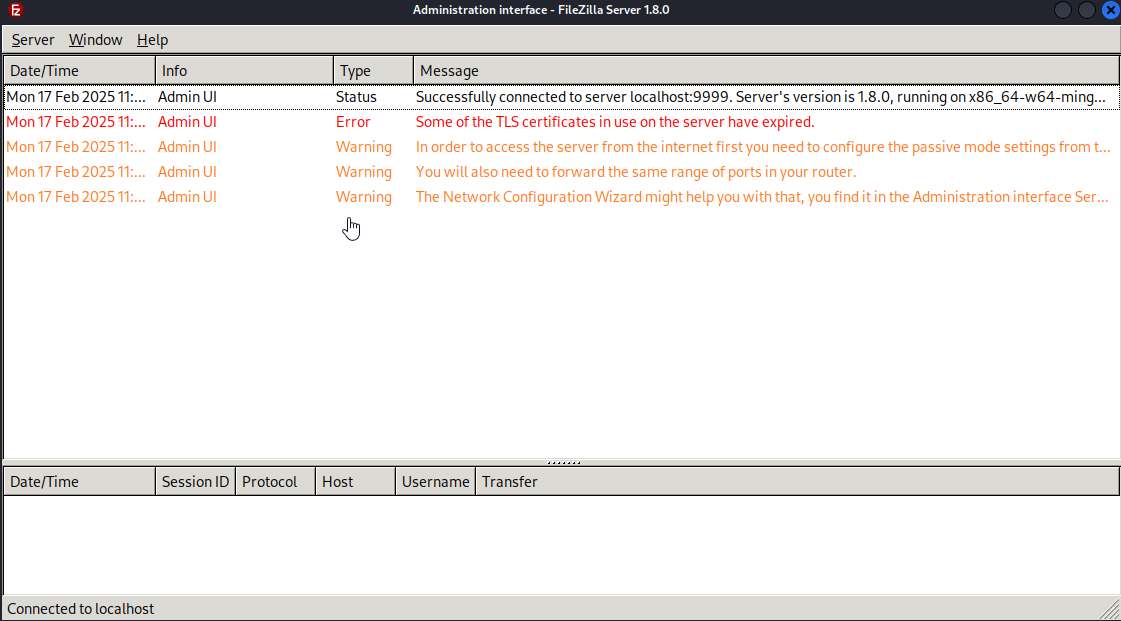 Administration interface - FileZilla Server 1.8.0
Server Window Help
Date/Time Info Type Message
Mon 17 Feb 2025 11:... Admin UI Status Successfully connected to server localhost:9999. Server's version is 1.8.0, running on x86_64-w64-ming...
Mon 17 Feb 2025 11:... Admin UI Error Some of the TLS certificates in use on the server have expired.
Mon 17 Feb 2025 11:... Admin UI Warning In order to access the server from the internet first you need to configure the passive mode settings from t...
Mon 17 Feb 2025 11:... Admin UI Warning You will also need to forward the same range of ports in your router.
Mon 17 Feb 2025 11:... Admin UI Warning The Network Configuration Wizard might help you with that, you find it in the Administration interface Ser...
Date/Time Session ID Protocol Host Username Transfer
Connected to localhost